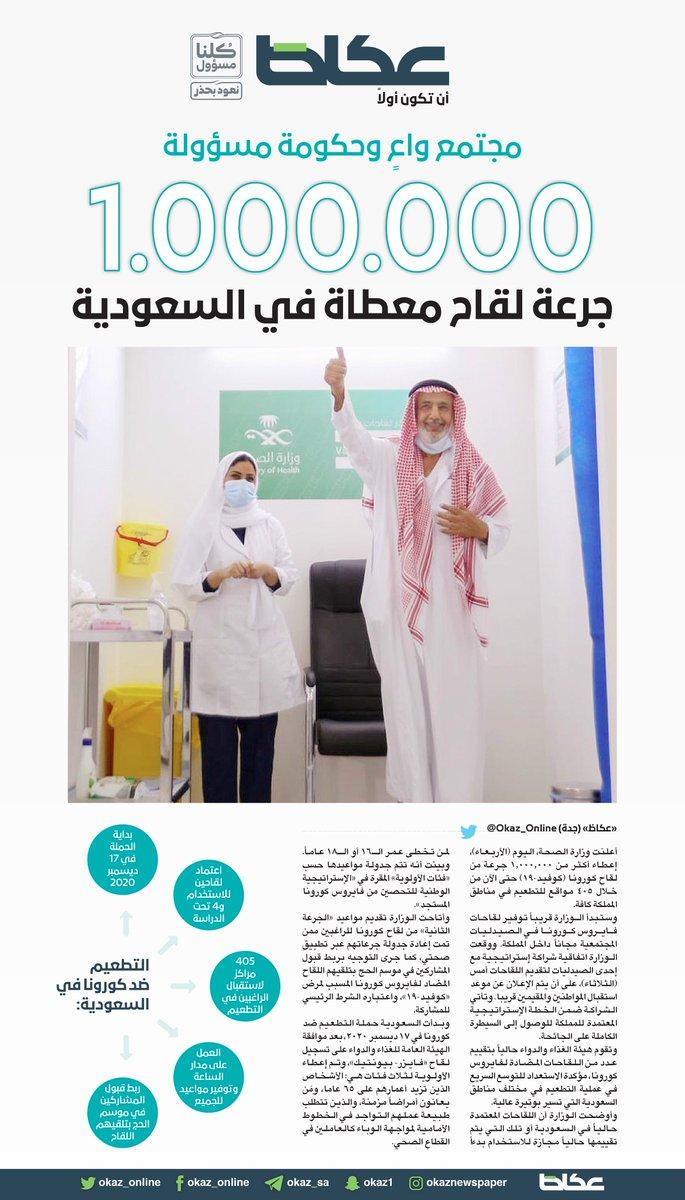 كلنا
مسؤول
نعود بحذر
عكاظ
أن تكون أولاً
مجتمع واعٍ وحكومة مسؤولة
1.000.000
جرعة لقاح معطاة في السعودية
وزارة الص
ry of Health
«عكاظ» (جدة) Okaz_Online@
أعلنت وزارة الصحة، اليوم (الأربعاء)،
إعطاء أكثر من ١,٠٠٠,٠٠٠ جرعة من
لقاح كورونا (كوفيد-١٩) حتى الآن من
خلال ٤٠٥ مواقع للتطعيم في مناطق
المملكة كافة.
وستبدأ الوزارة قريباً توفير لقاحات
فايروس كورونا في الصيدليات
المجتمعية مجاناً داخل المملكة. ووقعت
الوزارة اتفاقية شراكة إستراتيجية مع
إحدى الصيدليات لتقديم اللقاحات أمس
(الثلاثاء)، على أن يتم الإعلان عن موعد
استقبال المواطنين والمقيمين قريبا. وتأتي
الشراكة ضمن الخطة الإستراتيجية
المعتمدة للمملكة للوصول إلى السيطرة
الكاملة على الجائحة.
وتقوم هيئة الغذاء والدواء حالياً بتقييم
عدد من اللقاحات المضادة لفايروس
كورونا، مؤكدة الاستعداد للتوسع السريع
في عملية التطعيم في مختلف مناطق
السعودية التي تسير بوتيرة عالية.
وأوضحت الوزارة أن اللقاحات المعتمدة
حالياً في السعودية أو تلك التي يتم
تقييمها حالياً مجازة للاستخدام بدءاً
لمن تخطى عمر الـ١٦ أو الـ١٨ عاماً.
وبينت أنه تتم جدولة مواعيدها حسب
«فئات الأولوية» المقرة في «الإستراتيجية
الوطنية للتحصين من فايروس كورونا
المستجد».
وأتاحت الوزارة تقديم مواعيد «الجرعة
الثانية» من لقاح كورونا للراغبين ممن
تمت إعادة جدولة جرعاتهم عبر تطبيق
صحتي، كما جرى التوجيه بربط قبول
المشاركين في موسم الحج بتلقيهم اللقاح
المضاد لفايروس كورونا المسبب لمرض
«كوفيد-١٩»، واعتباره الشرط الرئيسي
للمشاركة.
وبدأت السعودية حملة التطعيم ضد
كورونا في ١٧ ديسمبر ٢٠٢٠، بعد موافقة
الهيئة العامة للغذاء والدواء على تسجيل
لقاح «فايزر- بيونتيك»، وتم إعطاء
الأولوية لثلاث فئات هي: الأشخاص
الذين تزيد أعمارهم على ٦٥ عاما، ومَن
يعانون أمراضاً مزمنة، والذين تتطلب
طبيعة عملهم التواجد في الخطوط
الأمامية لمواجهة الوباء كالعاملين في
القطاع الصحي.
التطعيم
ضد كورونا في
السعودية:
بداية
الحملة
في 17
ديسمبر
2020
اعتماد
لقاحين
للاستخدام
و4 تحت
الدراسة
405
مراكز
لاستقبال
الراغبين في
التطعيم
العمل
على مدار
الساعة
وتوفير مواعيد
للجميع
ربط قبول
المشاركين
في موسم
الحج بتلقيهم
اللقاح
okaz_online okaz_online okaz_sa okaz1 okaznewspaper عكاظ